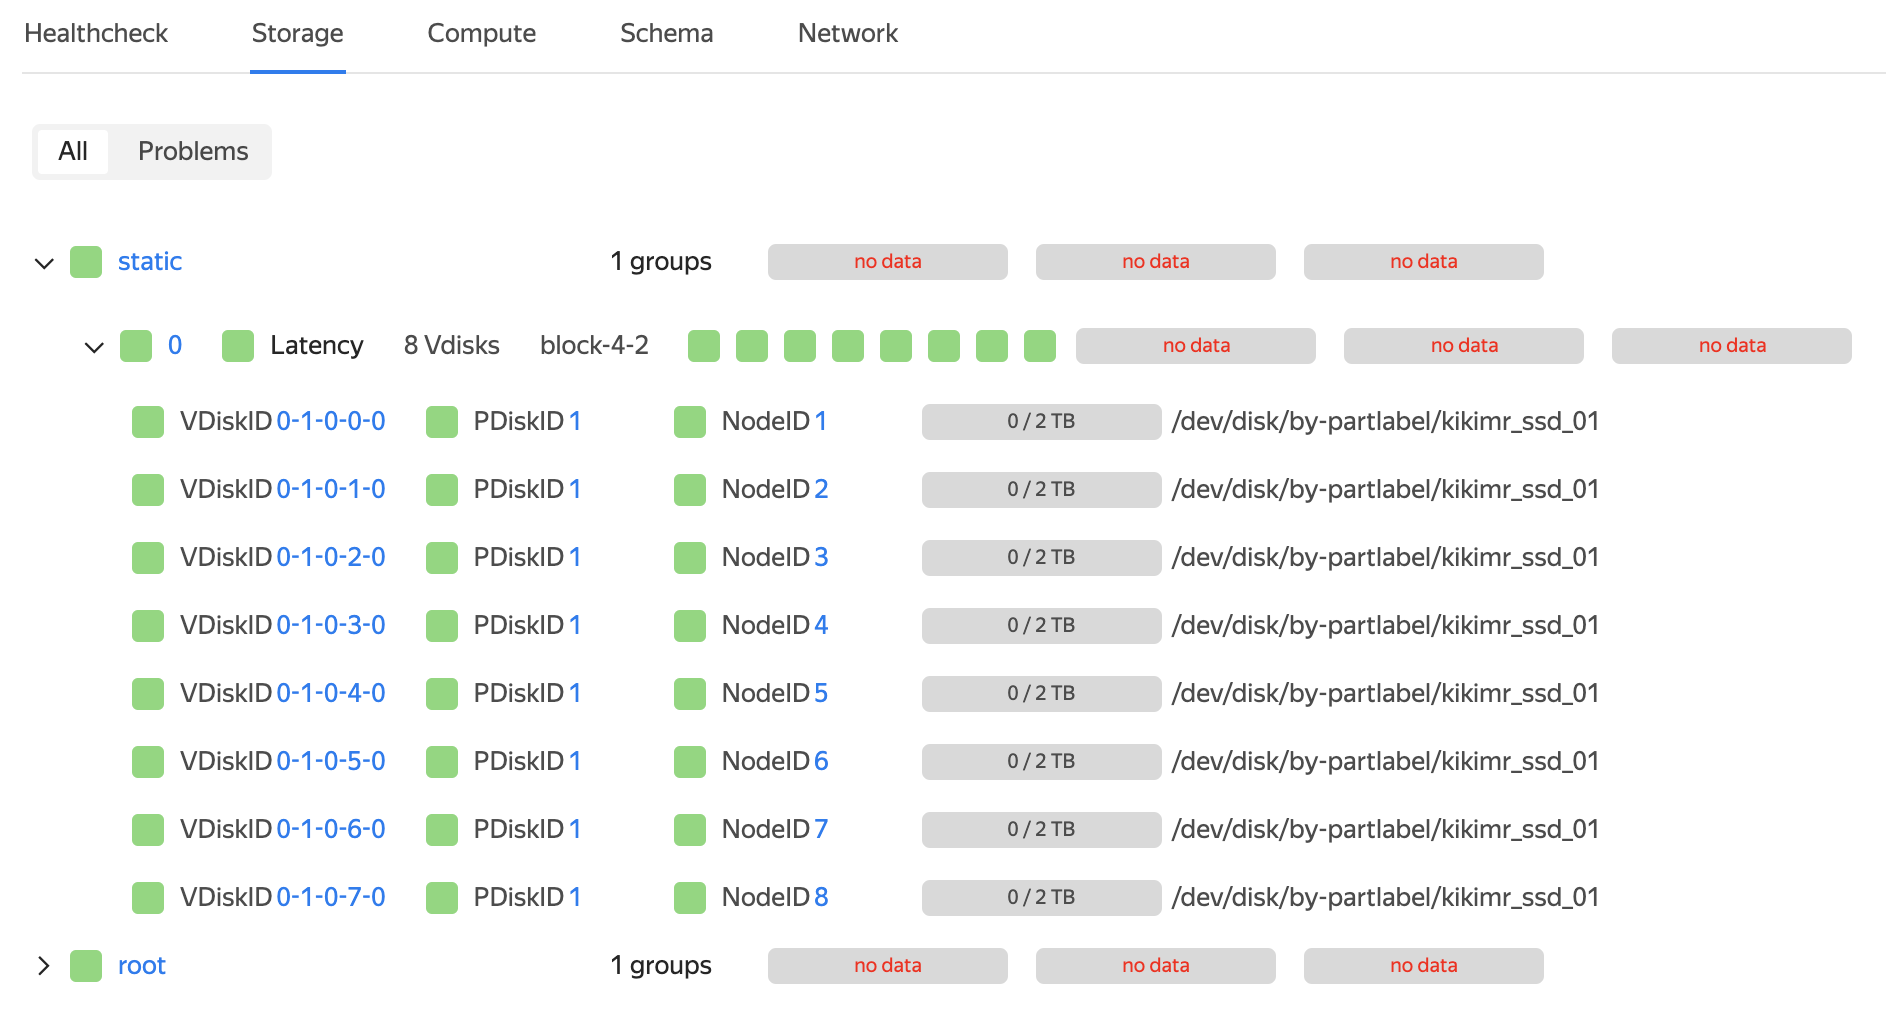 Healthcheck Storage Compute Schema Network
All Problems
static 1 groups no data no data no data
0 Latency 8 Vdisks block-4-2 no data no data no data
VDiskID 0-1-0-0-0 PDiskID 1 NodeID 1 0 / 2 TB /dev/disk/by-partlabel/kikimr_ssd_01
VDiskID 0-1-0-1-0 PDiskID 1 NodeID 2 0 / 2 TB /dev/disk/by-partlabel/kikimr_ssd_01
VDiskID 0-1-0-2-0 PDiskID 1 NodeID 3 0 / 2 TB /dev/disk/by-partlabel/kikimr_ssd_01
VDiskID 0-1-0-3-0 PDiskID 1 NodeID 4 0 / 2 TB /dev/disk/by-partlabel/kikimr_ssd_01
VDiskID 0-1-0-4-0 PDiskID 1 NodeID 5 0 / 2 TB /dev/disk/by-partlabel/kikimr_ssd_01
VDiskID 0-1-0-5-0 PDiskID 1 NodeID 6 0 / 2 TB /dev/disk/by-partlabel/kikimr_ssd_01
VDiskID 0-1-0-6-0 PDiskID 1 NodeID 7 0 / 2 TB /dev/disk/by-partlabel/kikimr_ssd_01
VDiskID 0-1-0-7-0 PDiskID 1 NodeID 8 0 / 2 TB /dev/disk/by-partlabel/kikimr_ssd_01
root 1 groups no data no data no data